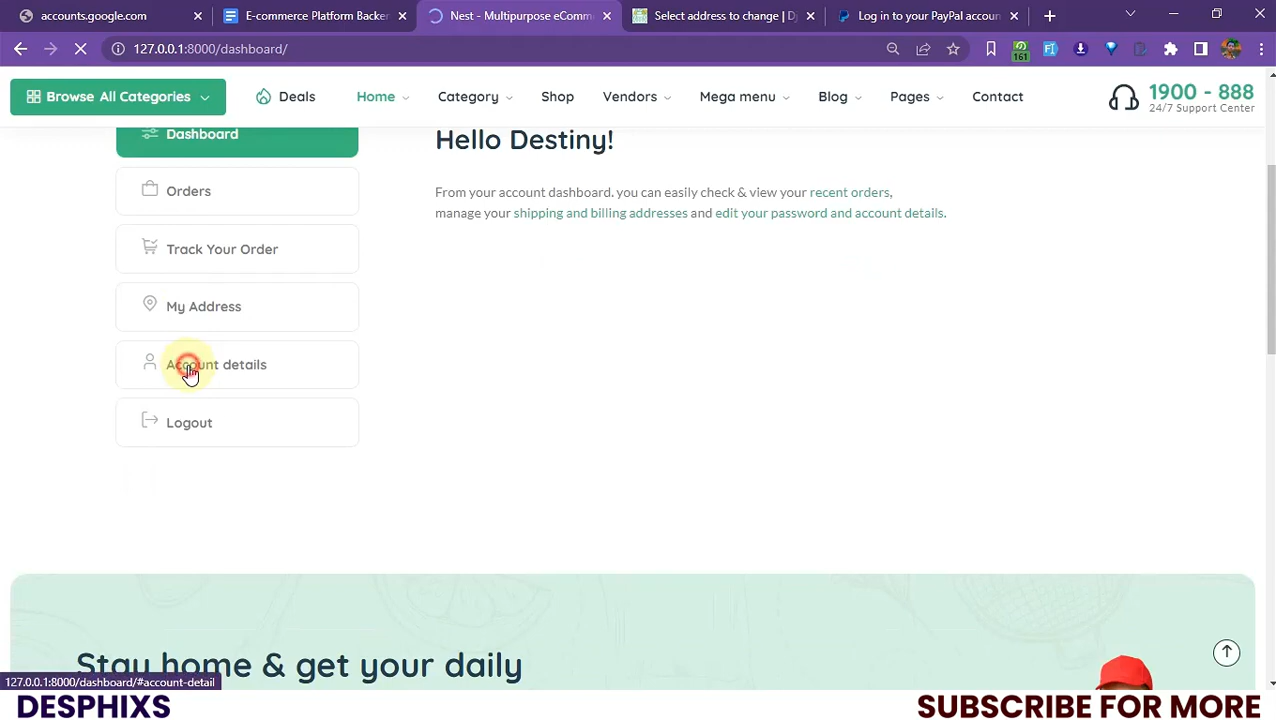 accounts.google.com
E-commerce Platform Backer
Nest - Multipurpose eComm
Select address to change | Dj
Log in to your PayPal accoun
127.0.0.1:8000/dashboard/
161
Browse All Categories
Deals
Home
Category
Shop
Vendors
Mega menu
Blog
Pages
Contact
1900 - 888
24/7 Support Center
Dashboard
Orders
Track Your Order
My Address
Account details
Logout
Hello Destiny!
From your account dashboard. you can easily check & view your recent orders,
manage your shipping and billing addresses and edit your password and account details.
Stay home & get your daily
127.0.0.1:8000/dashboard/#account-detail
DESPHIXS
SUBSCRIBE FOR MORE